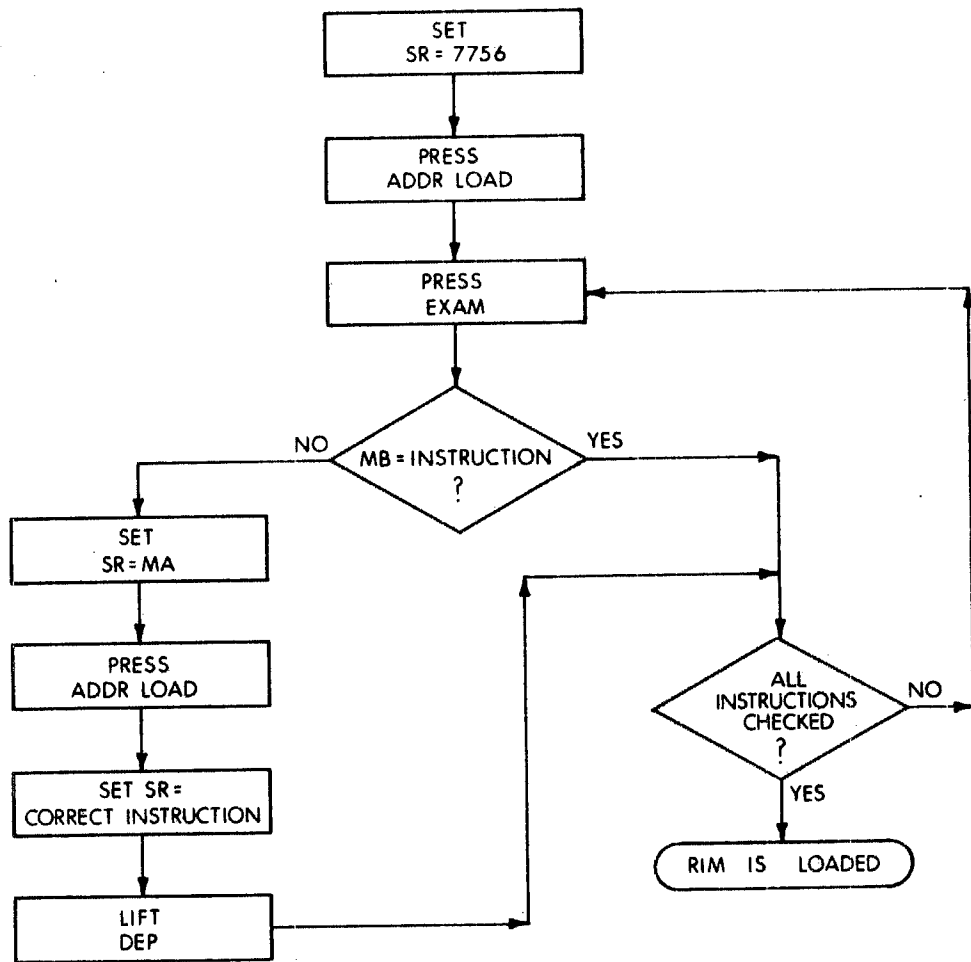 SET
SR = 7756
PRESS
ADDR LOAD
PRESS
EXAM
MB = INSTRUCTION
?
NO
YES
SET
SR = MA
PRESS
ADDR LOAD
SET SR =
CORRECT INSTRUCTION
LIFT
DEP
ALL
INSTRUCTIONS
CHECKED
?
NO
YES
RIM IS LOADED